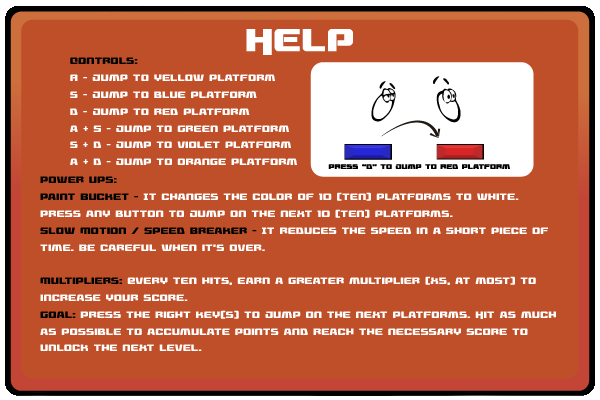 HELP
CONTROLS:
A - JUMP TO YELLOW PLATFORM
S - JUMP TO BLUE PLATFORM
D - JUMP TO RED PLATFORM
A + S - JUMP TO GREEN PLATFORM
S + D - JUMP TO VIOLET PLATFORM
A + D - JUMP TO ORANGE PLATFORM
PRESS "D" TO JUMP TO RED PLATFORM
POWER UPS:
PAINT BUCKET - IT CHANGES THE COLOR OF 10 (TEN) PLATFORMS TO WHITE.
PRESS ANY BUTTON TO JUMP ON THE NEXT 10 (TEN) PLATFORMS.
SLOW MOTION / SPEED BREAKER - IT REDUCES THE SPEED IN A SHORT PIECE OF
TIME. BE CAREFUL WHEN IT'S OVER.
MULTIPLIERS: EVERY TEN HITS, EARN A GREATER MULTIPLIER (X5, AT MOST) TO
INCREASE YOUR SCORE.
GOAL: PRESS THE RIGHT KEY(S) TO JUMP ON THE NEXT PLATFORMS. HIT AS MUCH
AS POSSIBLE TO ACCUMULATE POINTS AND REACH THE NECESSARY SCORE TO
UNLOCK THE NEXT LEVEL.